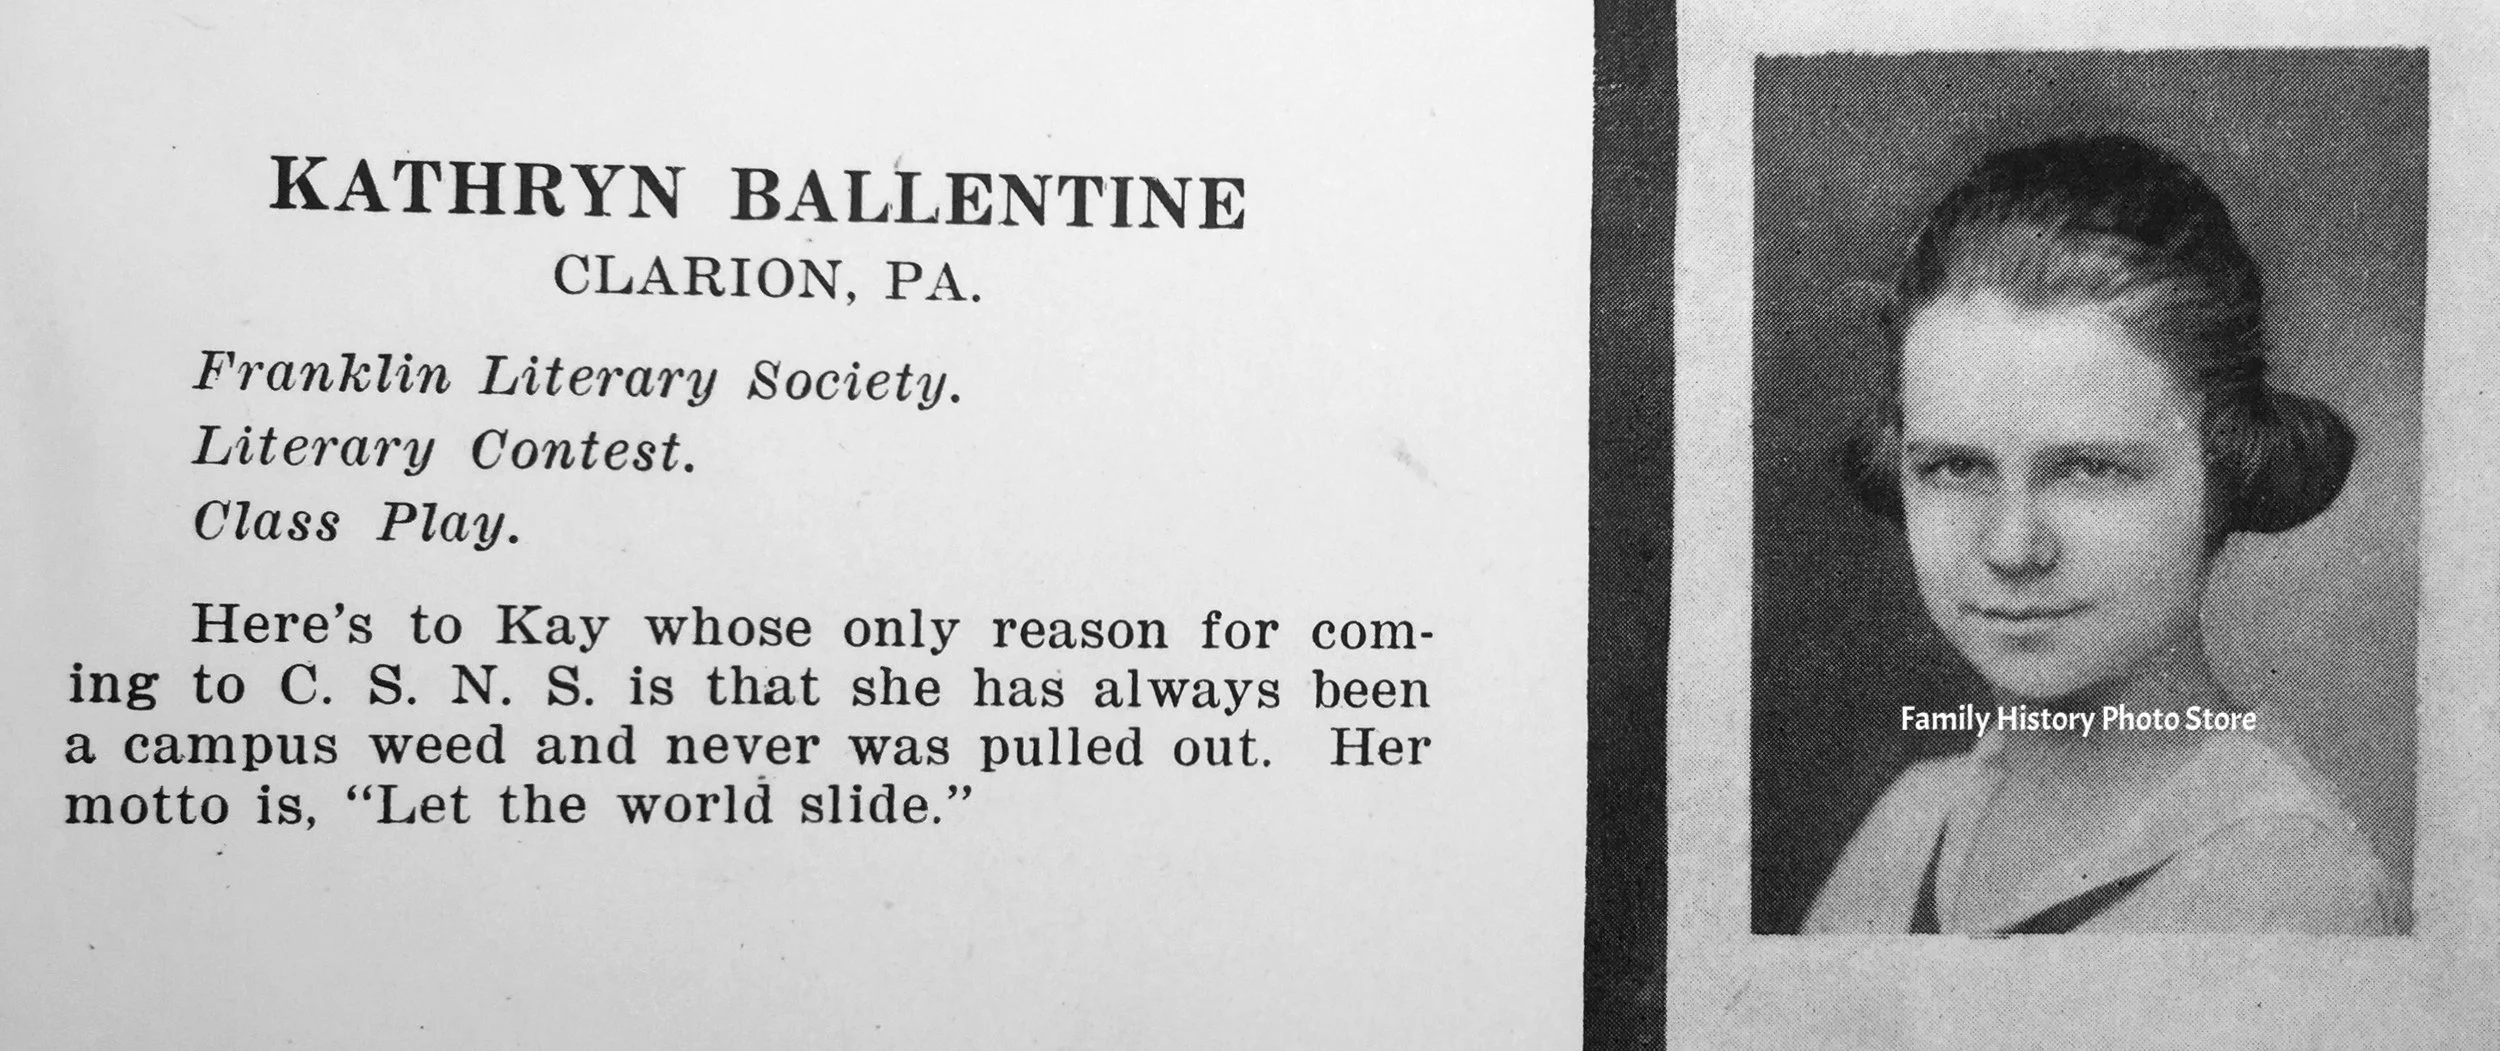 KATHRYN BALLENTINE
CLARION, PA.
Franklin Literary Society.
Literary Contest.
Class Play.
Here's to Kay whose only reason for com-
ing to C. S. N. S. is that she has always been
a campus weed and never was pulled out. Her
motto is, “Let the world slide.”
Family History Photo Store